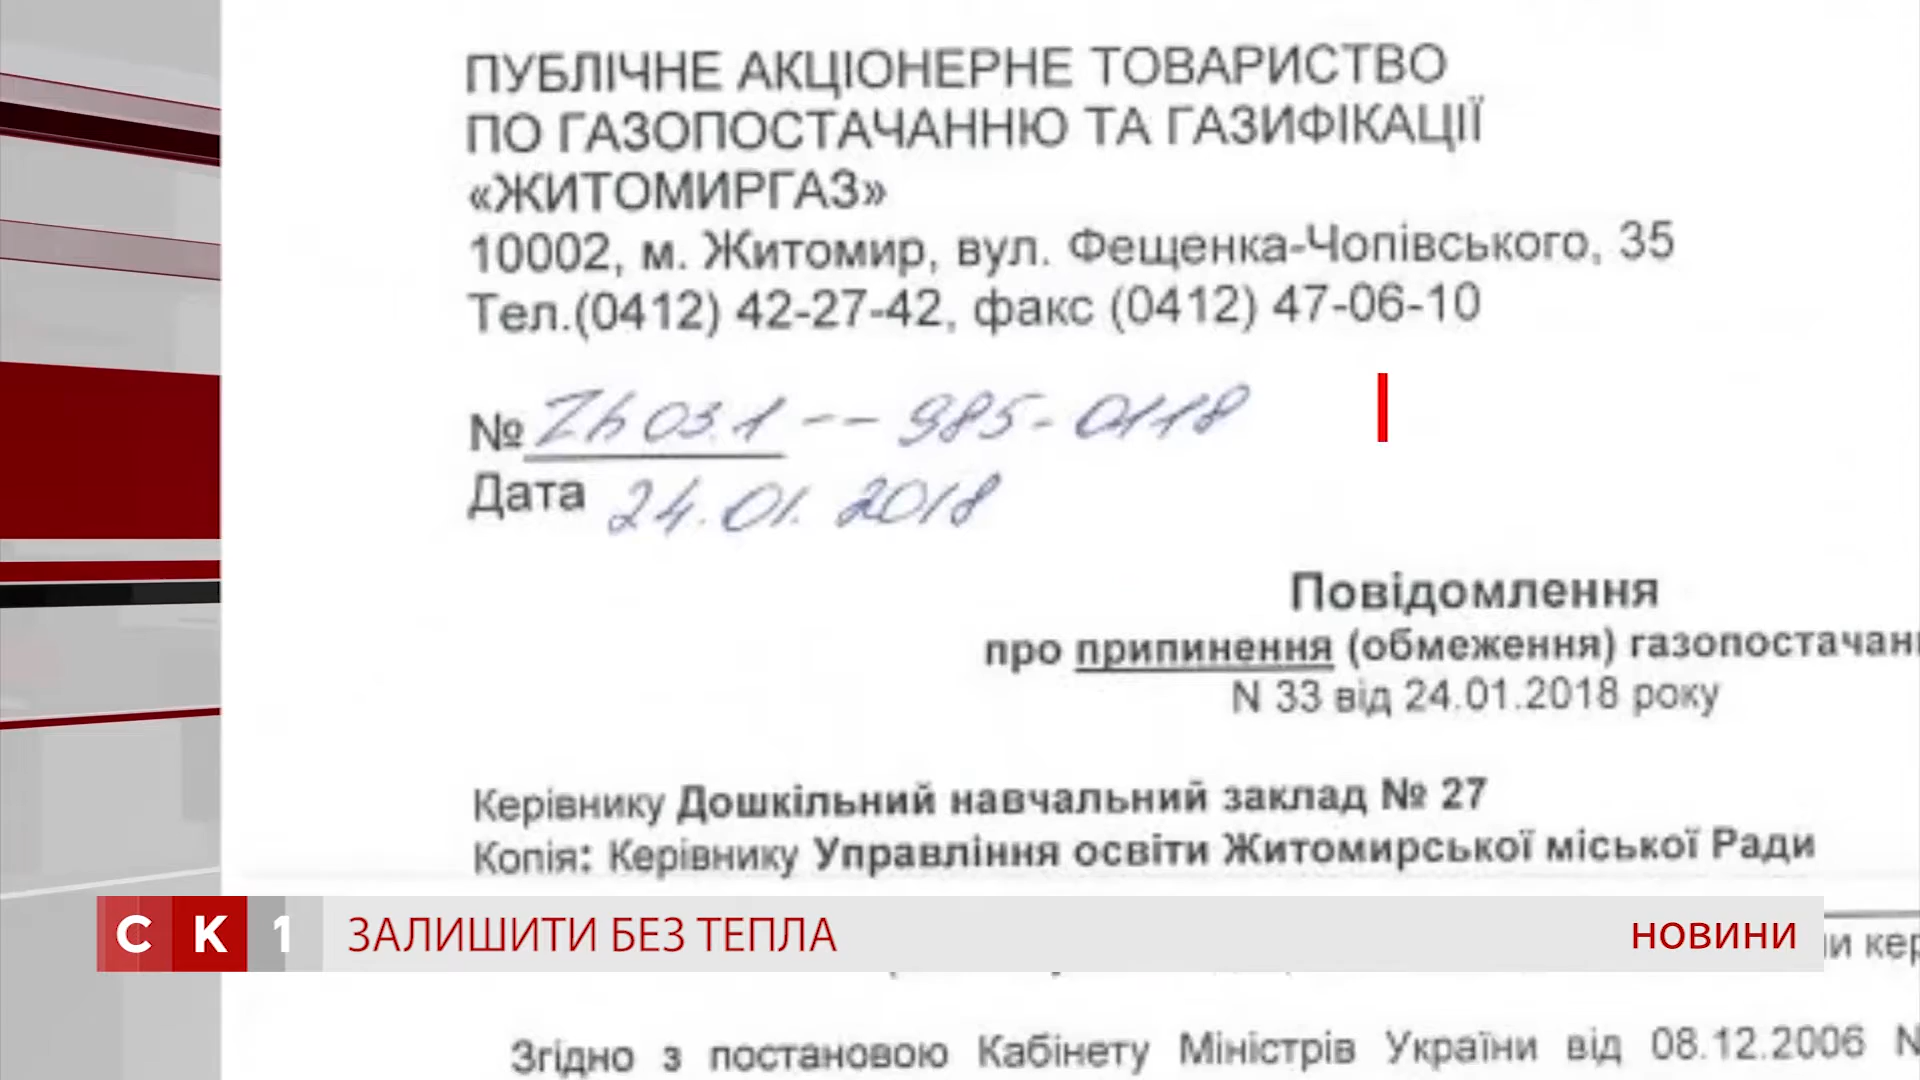 ПУБЛІЧНЕ АКЦІОНЕРНЕ ТОВАРИСТВО
ПО ГАЗОПОСТАЧАННЮ ТА ГАЗИФІКАЦІЇ
«ЖИТОМИРГАЗ»
10002, м. Житомир, вул. Фещенка-Чопівського, 35
Тел.(0412) 42-27-42, факс (0412) 47-06-10
№ Zh03.1 -- 985-0118
Дата 24.01.2018
Повідомлення
про припинення (обмеження) газопостачан
N 33 від 24.01.2018 року
Керівнику Дошкільний навчальний заклад № 27
Копія: Керівнику Управління освіти Житомирської міської Ради
СК1 ЗАЛИШИТИ БЕЗ ТЕПЛА НОВИНИ
Згідно з постановою Кабінету Міністрів України від 08.12.2006 N